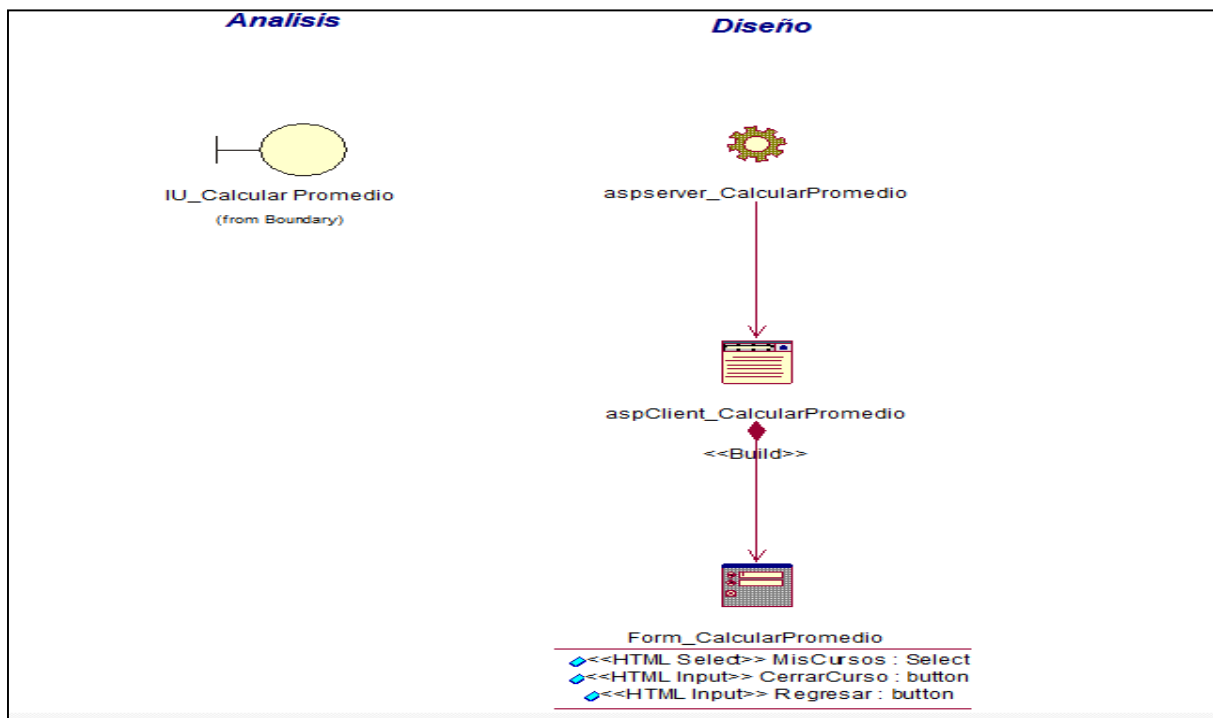 Analisis
Diseño
IU_Calcular Promedio
(from Boundary)
aspserver_CalcularPromedio
aspClient_CalcularPromedio
<<Build>>
Form_CalcularPromedio
<<HTML Select>> MisCursos : Select
<<HTML Input>> CerrarCurso : button
<<HTML Input>> Regresar : button